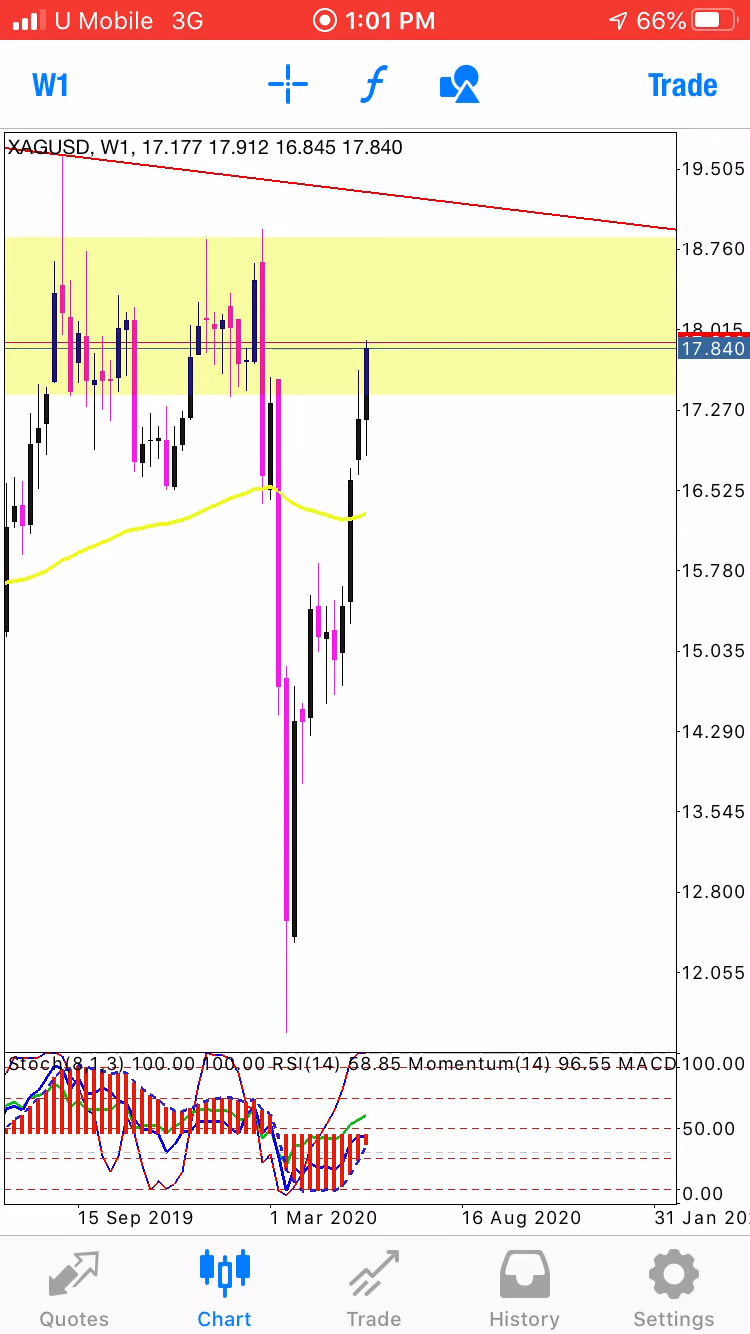 U Mobile 3G 1:01 PM 66%
W1 f Trade
XAGUSD, W1, 17.177 17.912 16.845 17.840
19.505
18.760
18.015
17.840
17.270
16.525
15.780
15.035
14.290
13.545
12.800
12.055
Stoch(8,1,3) 100.00 100.00 RSI(14) 58.85 Momentum(14) 96.55 MACD
100.00
50.00
0.00
15 Sep 2019 1 Mar 2020 16 Aug 2020 31 Jan 202
Quotes Chart Trade History Settings